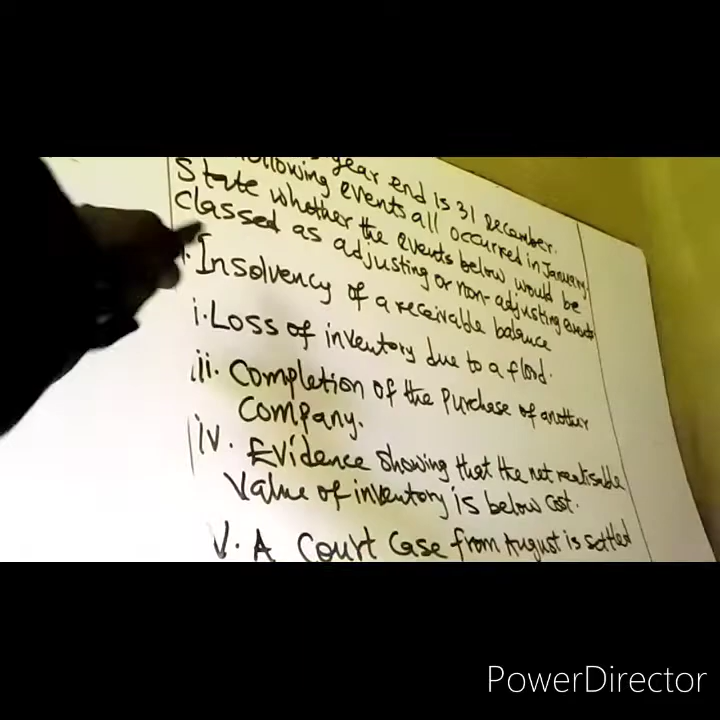 year end is 31 December.
following events all occurred in January
State whether the events below would be
classed as adjusting or non-adjusting events
i. Insolvency of a receivable balance
i. Loss of inventory due to a flood.
iii. Completion of the purchase of another
Company.
iv. Evidence showing that the net realisable
Value of inventory is below cost.
V. A Court Case from August is settled
PowerDirector